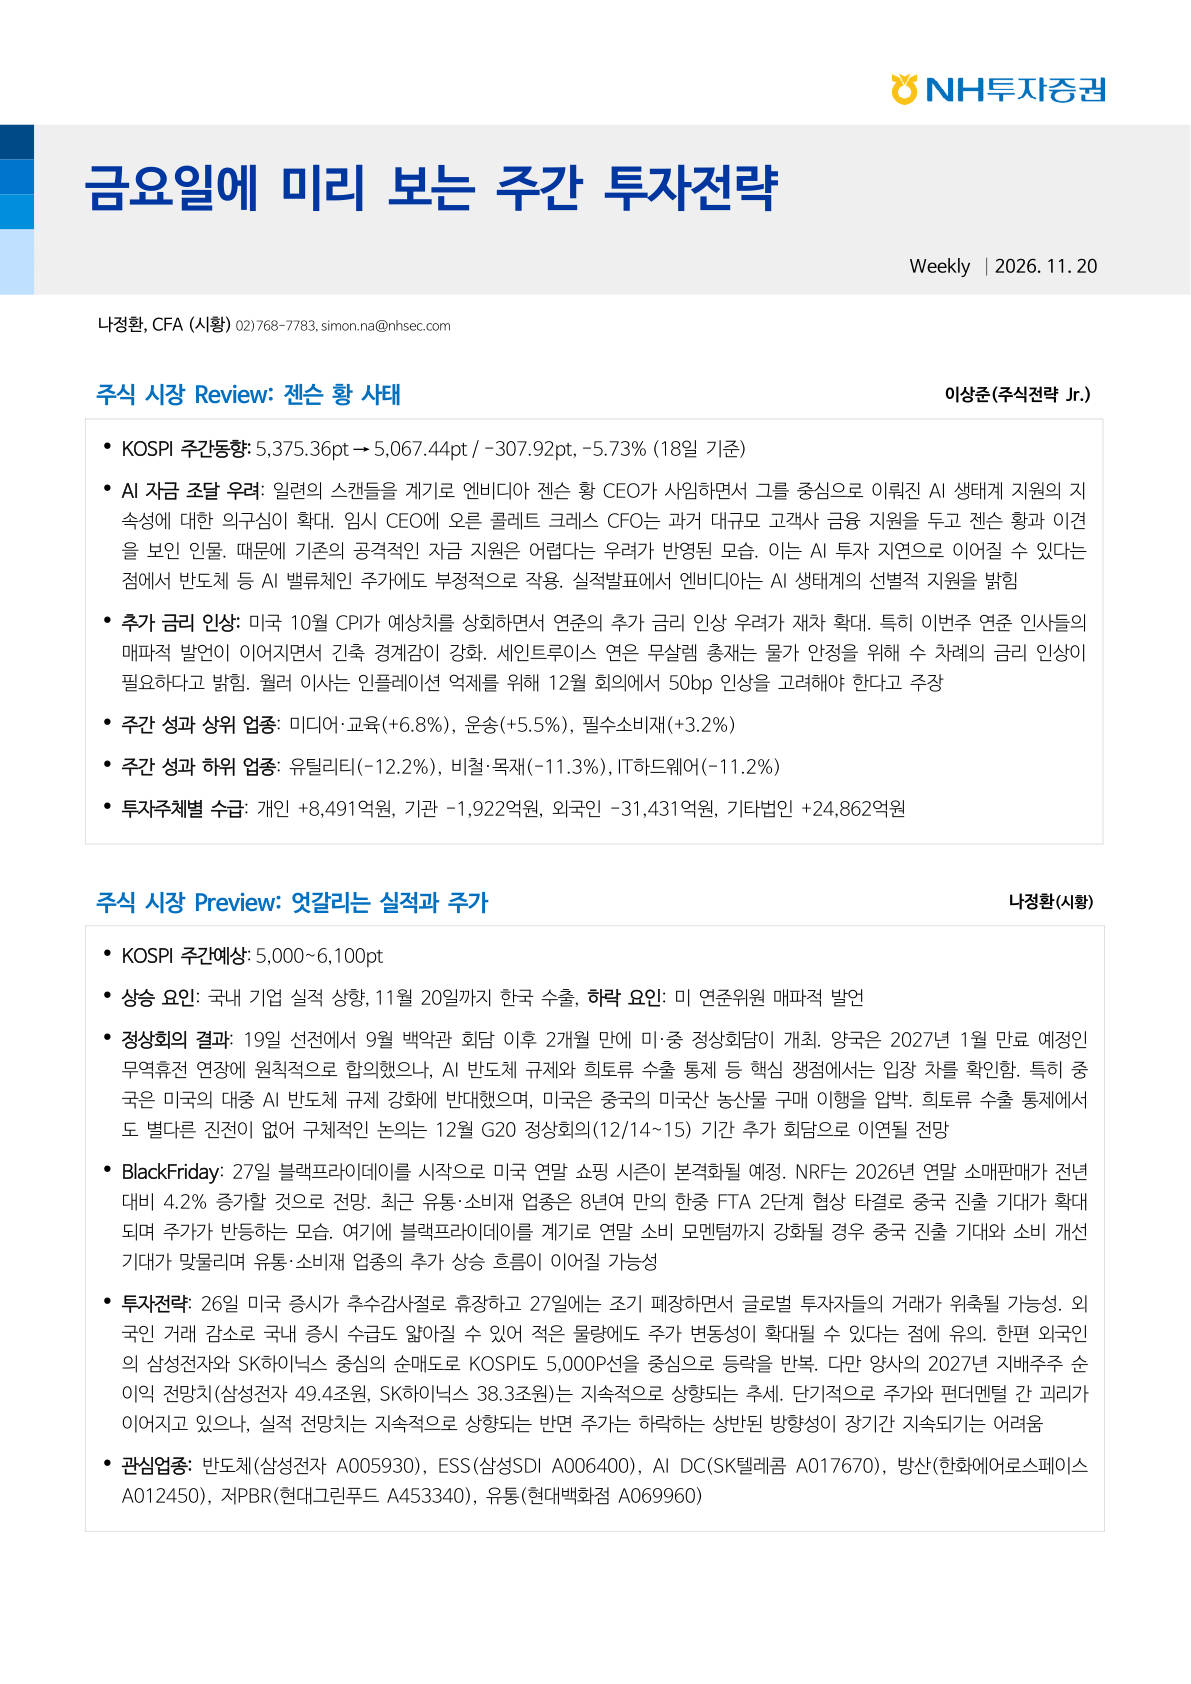 NH투자증권
금요일에 미리 보는 주간 투자전략
Weekly | 2026. 11. 20
나정환, CFA (시황) 02)768-7783, simon.na@nhsec.com
주식 시장 Review: 젠슨 황 사태
이상준(주식전략 Jr.)
• KOSPI 주간동향: 5,375.36pt → 5,067.44pt / -307.92pt, -5.73% (18일 기준)
• AI 자금 조달 우려: 일련의 스캔들을 계기로 엔비디아 젠슨 황 CEO가 사임하면서 그를 중심으로 이뤄진 AI 생태계 지원의 지
속성에 대한 의구심이 확대. 임시 CEO에 오른 콜레트 크레스 CFO는 과거 대규모 고객사 금융 지원을 두고 젠슨 황과 이견
을 보인 인물. 때문에 기존의 공격적인 자금 지원은 어렵다는 우려가 반영된 모습. 이는 AI 투자 지연으로 이어질 수 있다는
점에서 반도체 등 AI 밸류체인 주가에도 부정적으로 작용. 실적발표에서 엔비디아는 AI 생태계의 선별적 지원을 밝힘
• 추가 금리 인상: 미국 10월 CPI가 예상치를 상회하면서 연준의 추가 금리 인상 우려가 재차 확대. 특히 이번주 연준 인사들의
매파적 발언이 이어지면서 긴축 경계감이 강화. 세인트루이스 연은 무살렘 총재는 물가 안정을 위해 수 차례의 금리 인상이
필요하다고 밝힘. 월러 이사는 인플레이션 억제를 위해 12월 회의에서 50bp 인상을 고려해야 한다고 주장
• 주간 성과 상위 업종: 미디어·교육(+6.8%), 운송(+5.5%), 필수소비재(+3.2%)
• 주간 성과 하위 업종: 유틸리티(-12.2%), 비철·목재(-11.3%), IT하드웨어(-11.2%)
• 투자주체별 수급: 개인 +8,491억원, 기관 -1,922억원, 외국인 -31,431억원, 기타법인 +24,862억원
주식 시장 Preview: 엇갈리는 실적과 주가
나정환(시황)
• KOSPI 주간예상: 5,000~6,100pt
• 상승 요인: 국내 기업 실적 상향, 11월 20일까지 한국 수출, 하락 요인: 미 연준위원 매파적 발언
• 정상회의 결과: 19일 선전에서 9월 백악관 회담 이후 2개월 만에 미·중 정상회담이 개최. 양국은 2027년 1월 만료 예정인
무역휴전 연장에 원칙적으로 합의했으나, AI 반도체 규제와 희토류 수출 통제 등 핵심 쟁점에서는 입장 차를 확인함. 특히 중
국은 미국의 대중 AI 반도체 규제 강화에 반대했으며, 미국은 중국의 미국산 농산물 구매 이행을 압박. 희토류 수출 통제에서
도 별다른 진전이 없어 구체적인 논의는 12월 G20 정상회의(12/14~15) 기간 추가 회담으로 이연될 전망
• BlackFriday: 27일 블랙프라이데이를 시작으로 미국 연말 쇼핑 시즌이 본격화될 예정. NRF는 2026년 연말 소매판매가 전년
대비 4.2% 증가할 것으로 전망. 최근 유통·소비재 업종은 8년여 만의 한중 FTA 2단계 협상 타결로 중국 진출 기대가 확대
되며 주가가 반등하는 모습. 여기에 블랙프라이데이를 계기로 연말 소비 모멘텀까지 강화될 경우 중국 진출 기대와 소비 개선
기대가 맞물리며 유통·소비재 업종의 추가 상승 흐름이 이어질 가능성
• 투자전략: 26일 미국 증시가 추수감사절로 휴장하고 27일에는 조기 폐장하면서 글로벌 투자자들의 거래가 위축될 가능성. 외
국인 거래 감소로 국내 증시 수급도 얇아질 수 있어 적은 물량에도 주가 변동성이 확대될 수 있다는 점에 유의. 한편 외국인
의 삼성전자와 SK하이닉스 중심의 순매도로 KOSPI도 5,000P선을 중심으로 등락을 반복. 다만 양사의 2027년 지배주주 순
이익 전망치(삼성전자 49.4조원, SK하이닉스 38.3조원)는 지속적으로 상향되는 추세. 단기적으로 주가와 펀더멘털 간 괴리가
이어지고 있으나, 실적 전망치는 지속적으로 상향되는 반면 주가는 하락하는 상반된 방향성이 장기간 지속되기는 어려움
• 관심업종: 반도체(삼성전자 A005930), ESS(삼성SDI A006400), AI DC(SK텔레콤 A017670), 방산(한화에어로스페이스
A012450), 저PBR(현대그린푸드 A453340), 유통(현대백화점 A069960)